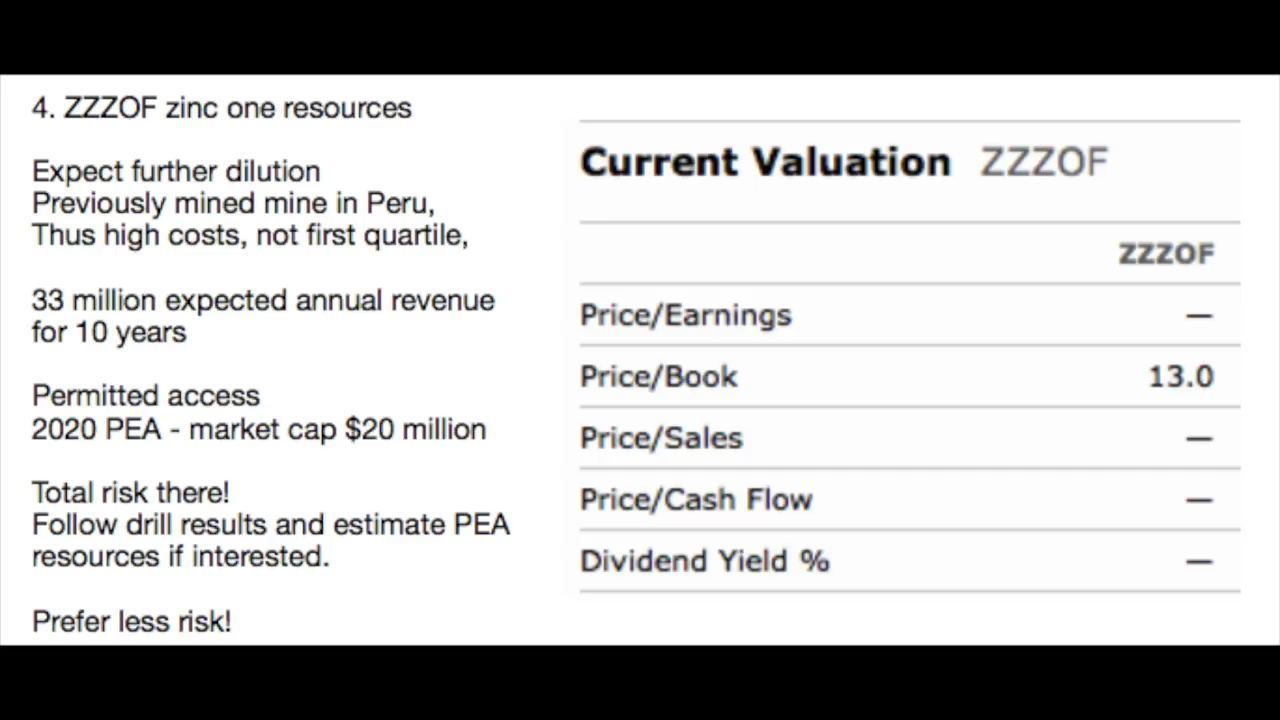 4. ZZZOF zinc one resources
Expect further dilution
Previously mined mine in Peru,
Thus high costs, not first quartile,
33 million expected annual revenue
for 10 years
Permitted access
2020 PEA - market cap $20 million
Total risk there!
Follow drill results and estimate PEA
resources if interested.
Prefer less risk!
Current Valuation ZZZOF
ZZZOF
Price/Earnings —
Price/Book 13.0
Price/Sales —
Price/Cash Flow —
Dividend Yield % —